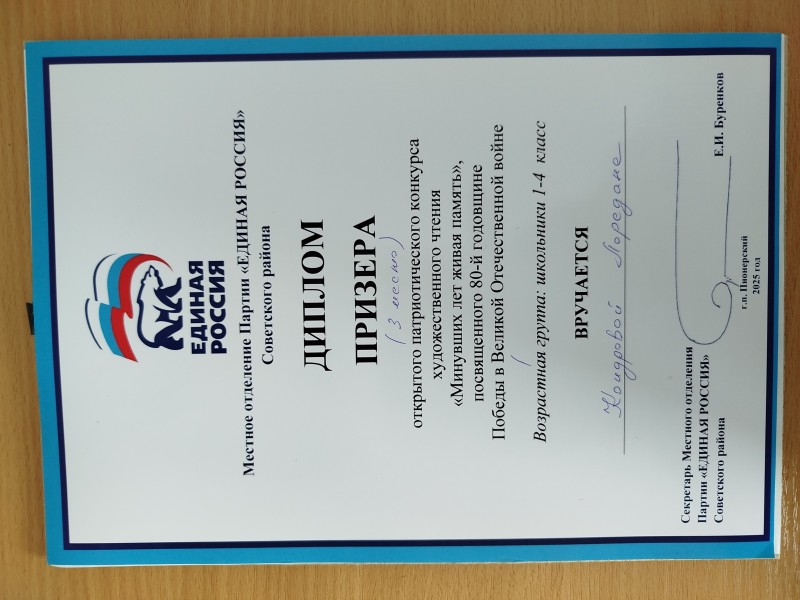 ЕДИНАЯ
РОССИЯ
Местное отделение Партии «ЕДИНАЯ РОССИЯ»
Советского района
ДИПЛОМ
ПРИЗЕРА
(3 место)
открытого патриотического конкурса
художественного чтения
«Минувших лет живая память»,
посвященного 80-й годовщине
Победы в Великой Отечественной войне
Возрастная группа: школьники 1-4 класс
ВРУЧАЕТСЯ
Лоредане
Секретарь Местного отделения
Партии «ЕДИНАЯ РОССИЯ»
Советского района
Е.И. Буренков
г.п. Пионерский
2025 год